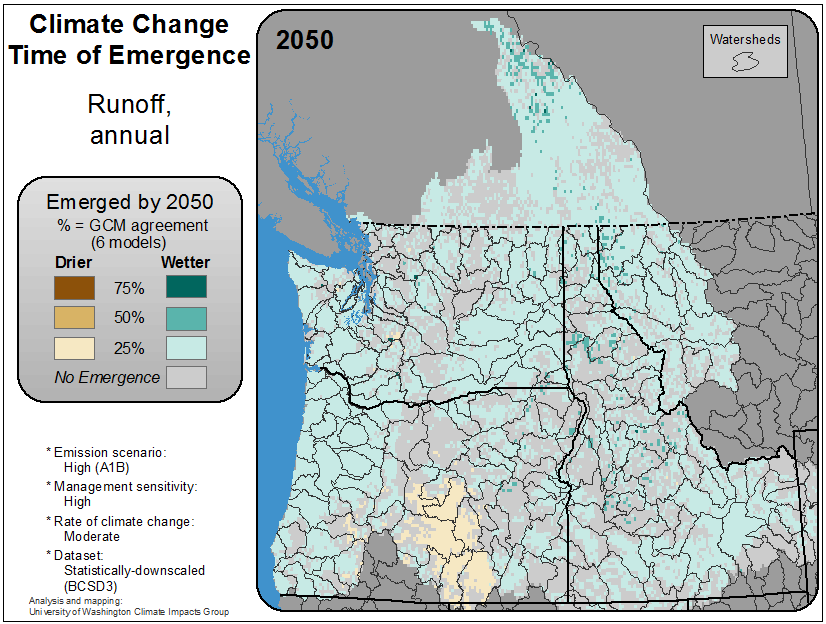 Climate Change
Time of Emergence
Runoff,
annual
Emerged by 2050
% = GCM agreement
(6 models)
Drier Wetter
75%
50%
25%
No Emergence
* Emission scenario:
High (A1B)
* Management sensitivity:
High
* Rate of climate change:
Moderate
* Dataset:
Statistically-downscaled
(BCSD3)
Analysis and mapping:
University of Washington Climate Impacts Group
2050
Watersheds